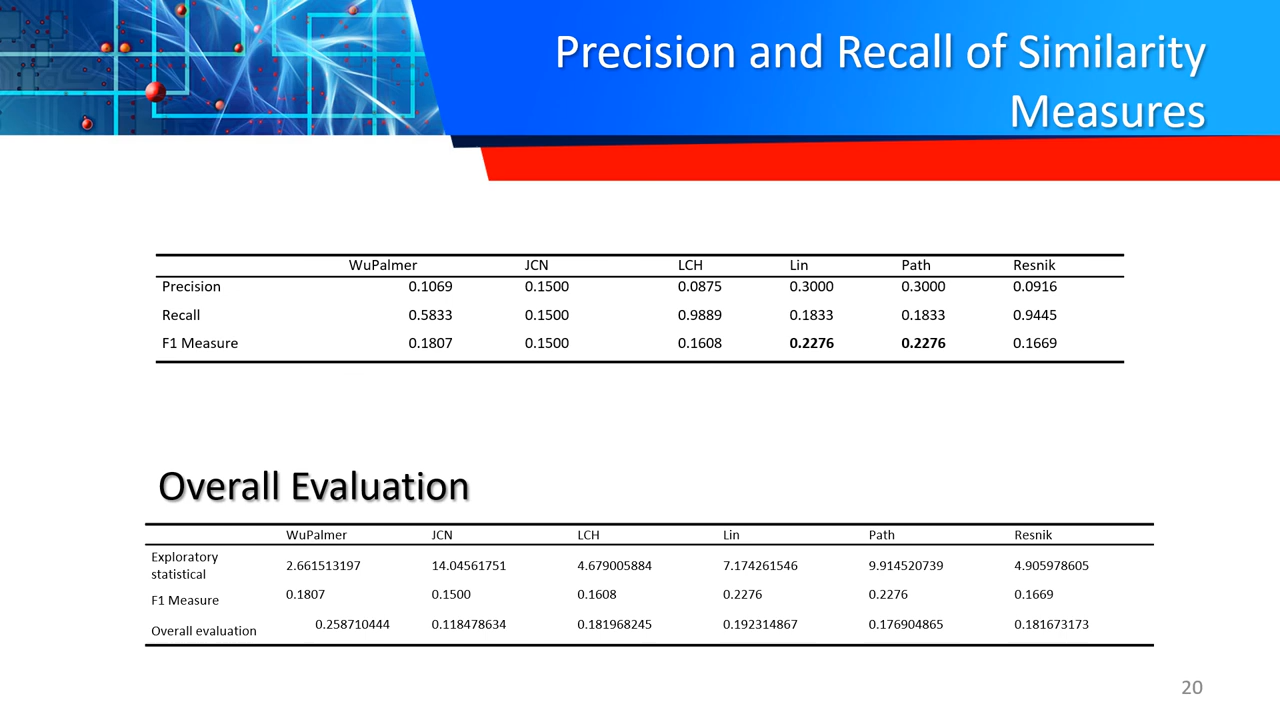 Precision and Recall of Similarity
Measures
WuPalmer JCN LCH Lin Path Resnik
Precision 0.1069 0.1500 0.0875 0.3000 0.3000 0.0916
Recall 0.5833 0.1500 0.9889 0.1833 0.1833 0.9445
F1 Measure 0.1807 0.1500 0.1608 0.2276 0.2276 0.1669
Overall Evaluation
WuPalmer JCN LCH Lin Path Resnik
Exploratory
statistical 2.661513197 14.04561751 4.679005884 7.174261546 9.914520739 4.905978605
F1 Measure 0.1807 0.1500 0.1608 0.2276 0.2276 0.1669
Overall evaluation 0.258710444 0.118478634 0.181968245 0.192314867 0.176904865 0.181673173
20